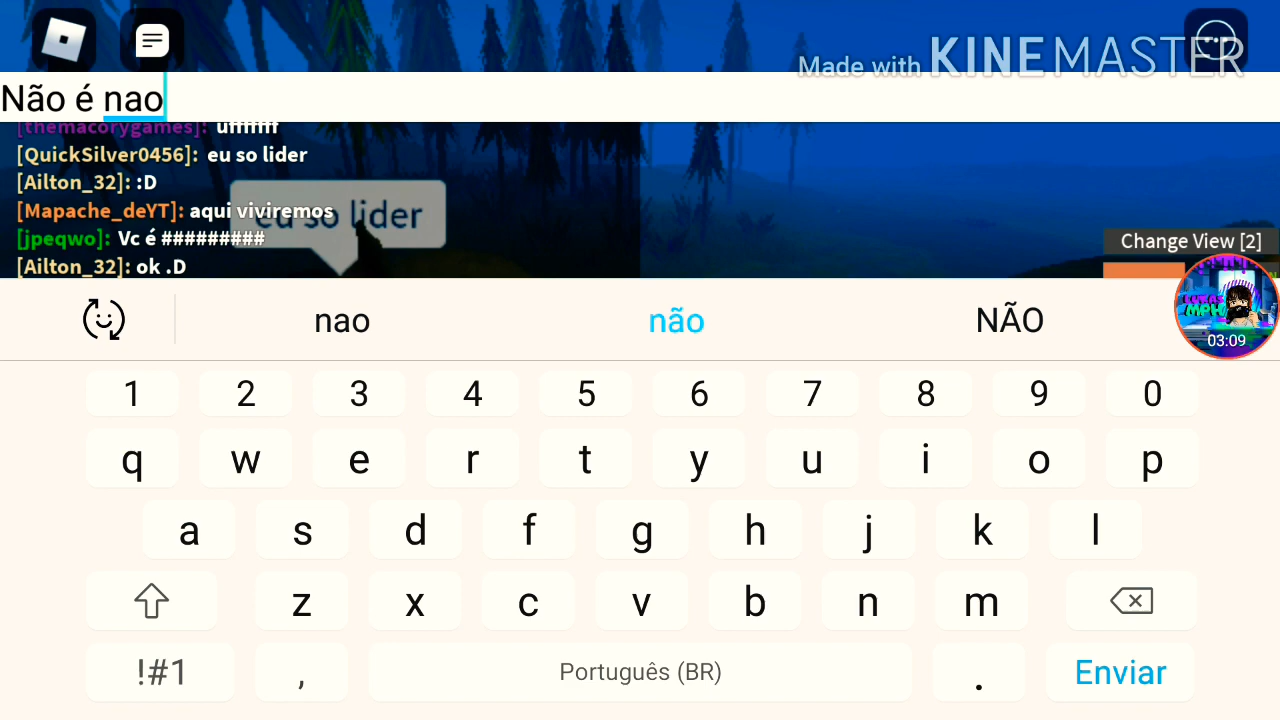 Made with KINEMASTER
Não é nao
[themacorygames]: uffffff
[QuickSilver0456]: eu so lider
[Ailton_32]: :D
[Mapache_deYT]: aqui viviremos
eu so lider
[jpeqwo]: Vc é #########
[Ailton_32]: ok .D
Change View [2]
LUCAS
MPH
03:09
nao não NÃO
1 2 3 4 5 6 7 8 9 0
q w e r t y u i o p
a s d f g h j k l
z x c v b n m
!#1 , Português (BR) . Enviar